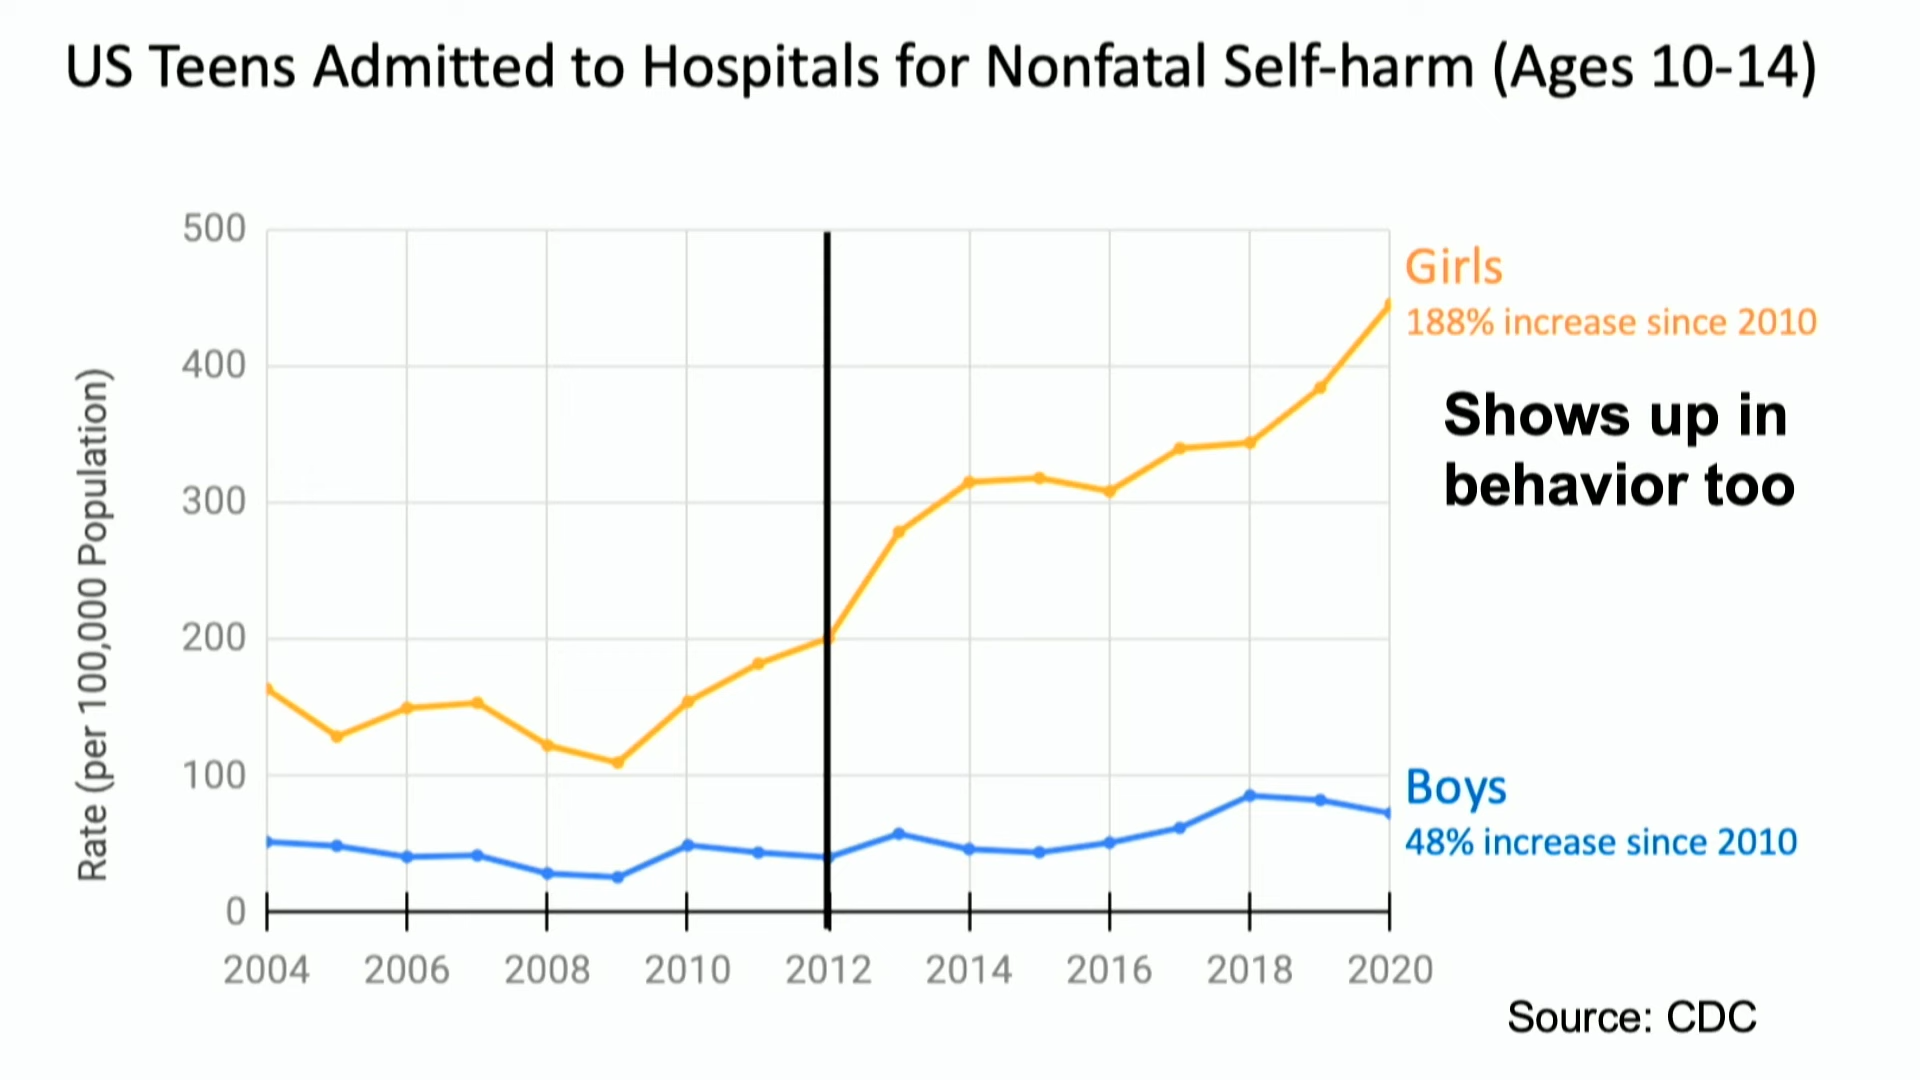 US Teens Admitted to Hospitals for Nonfatal Self-harm (Ages 10-14)
Rate (per 100,000 Population)
500
400
300
200
100
0
2004 2006 2008 2010 2012 2014 2016 2018 2020
Girls
188% increase since 2010
Shows up in
behavior too
Boys
48% increase since 2010
Source: CDC